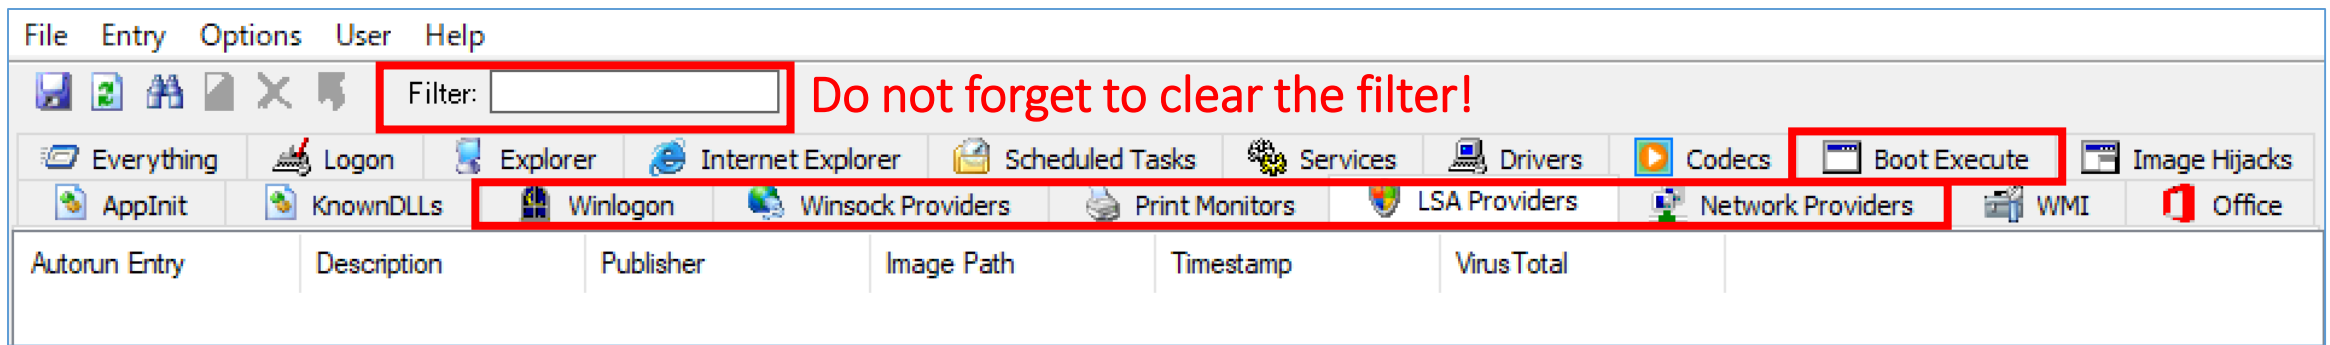 File Entry Options User Help
Filter: Do not forget to clear the filter!
Everything Logon Explorer Internet Explorer Scheduled Tasks Services Drivers Codecs Boot Execute Image Hijacks
AppInit KnownDLLs Winlogon Winsock Providers Print Monitors LSA Providers Network Providers WMI Office
Autorun Entry Description Publisher Image Path Timestamp VirusTotal